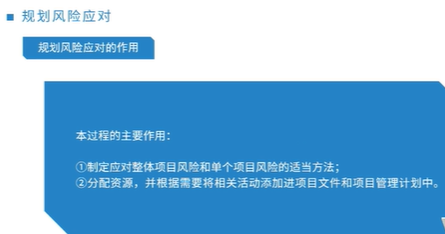 规划风险应对
规划风险应对的作用
本过程的主要作用：
①制定应对整体项目风险和单个项目风险的适当方法；
②分配资源，并根据需要将相关活动添加进项目文件和项目管理计划中。